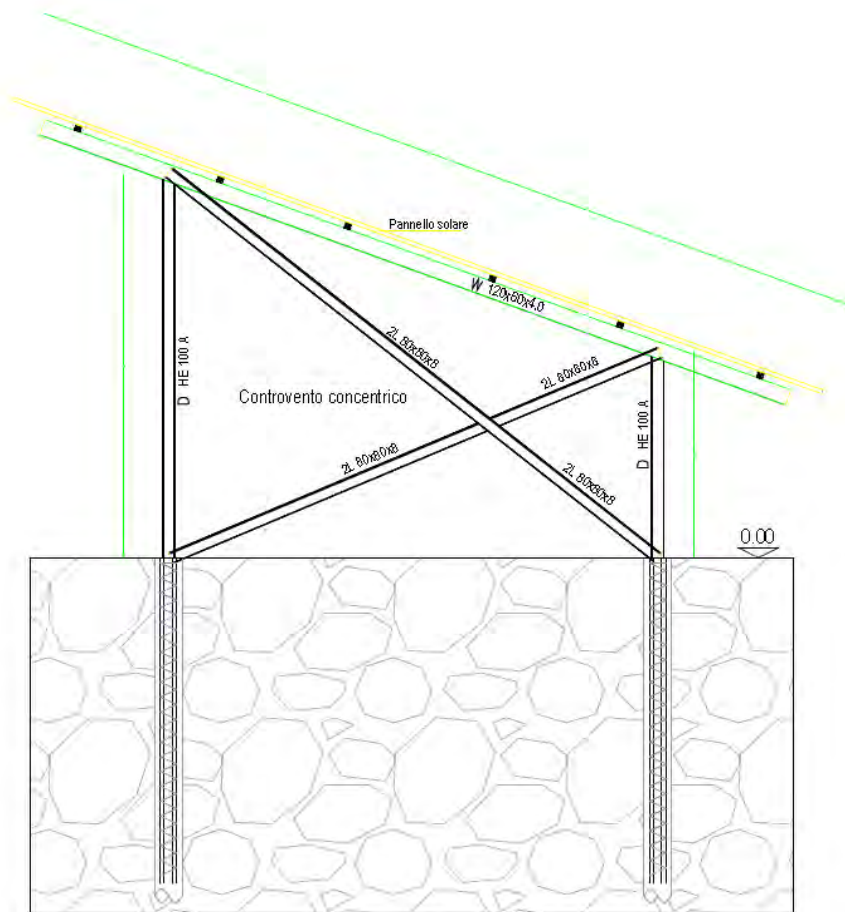 Pannello solare
W 120x60x4.0
2L 80x80x8
2L 80x80x8
D HE 100 A
Controvento concentrico
D HE 100 A
2L 80x80x8
2L 80x80x8
0.00